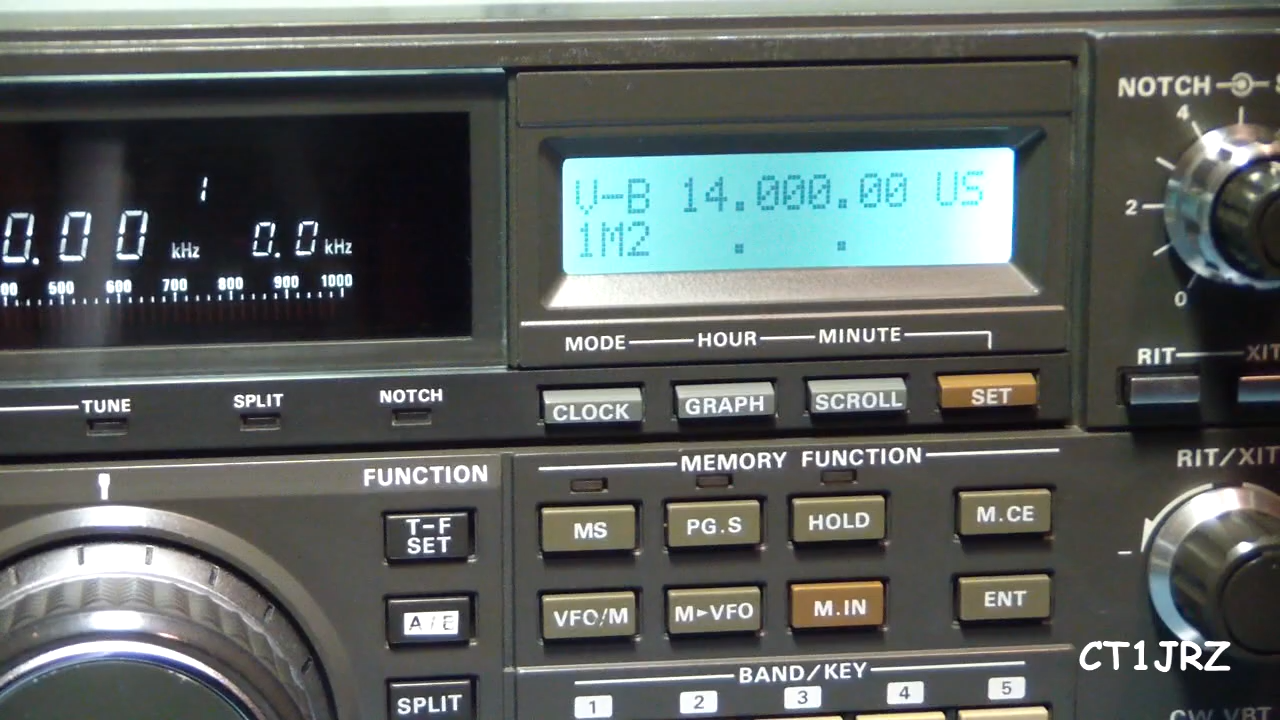 NOTCH
4
2
0
1
0.00 kHz 0.0 kHz
500 600 700 800 900 1000
V-B 14.000.00 US
1M2 . .
MODE HOUR MINUTE
CLOCK GRAPH SCROLL SET
TUNE SPLIT NOTCH
RIT XIT
RIT/XIT
FUNCTION
T-F
SET
A/B
SPLIT
MEMORY FUNCTION
MS PG.S HOLD M.CE
VFO/M M►VFO M.IN ENT
BAND/KEY
1 2 3 4 5
CT1JRZ